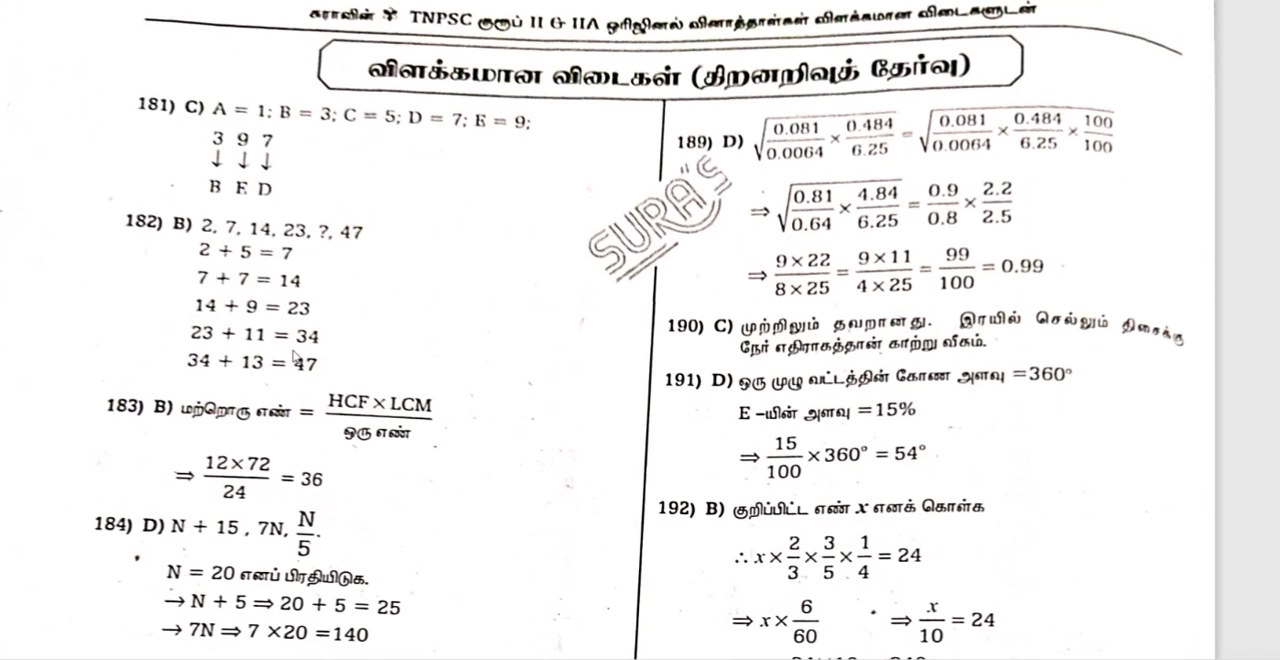 சுராவின் TNPSC குரூப் II & IIA ஒரிஜினல் வினாத்தாள்கள் விளக்கமான விடைகளுடன்
விளக்கமான விடைகள் (திறனறிவுத் தேர்வு)
181) C) A = 1; B = 3; C = 5; D = 7; E = 9;
3 9 7
↓ ↓ ↓
B E D
182) B) 2, 7, 14, 23, ?, 47
2 + 5 = 7
7 + 7 = 14
14 + 9 = 23
23 + 11 = 34
34 + 13 = 47
183) B) மற்றொரு எண் = HCF × LCM / ஒரு எண்
⇒ 12×72 / 24 = 36
184) D) N + 15 , 7N, N/5.
N = 20 எனப் பிரதியிடுக.
→ N + 5 ⇒ 20 + 5 = 25
→ 7N ⇒ 7 ×20 =140
SURA'S
189) D) √(0.081/0.0064 × 0.484/6.25) = √(0.081/0.0064 × 0.484/6.25 × 100/100)
⇒ √(0.81/0.64 × 4.84/6.25) = 0.9/0.8 × 2.2/2.5
⇒ 9×22 / 8×25 = 9×11 / 4×25 = 99/100 = 0.99
190) C) முற்றிலும் தவறானது. இரயில் செல்லும் திசைக்கு
நேர் எதிராகத்தான் காற்று வீசும்.
191) D) ஒரு முழு வட்டத்தின் கோண அளவு =360°
E –யின் அளவு =15%
⇒ 15/100 ×360° = 54°
192) B) குறிப்பிட்ட எண் x எனக் கொள்க
∴ x × 2/3 × 3/5 × 1/4 = 24
⇒ x × 6/60 ⇒ x/10 = 24